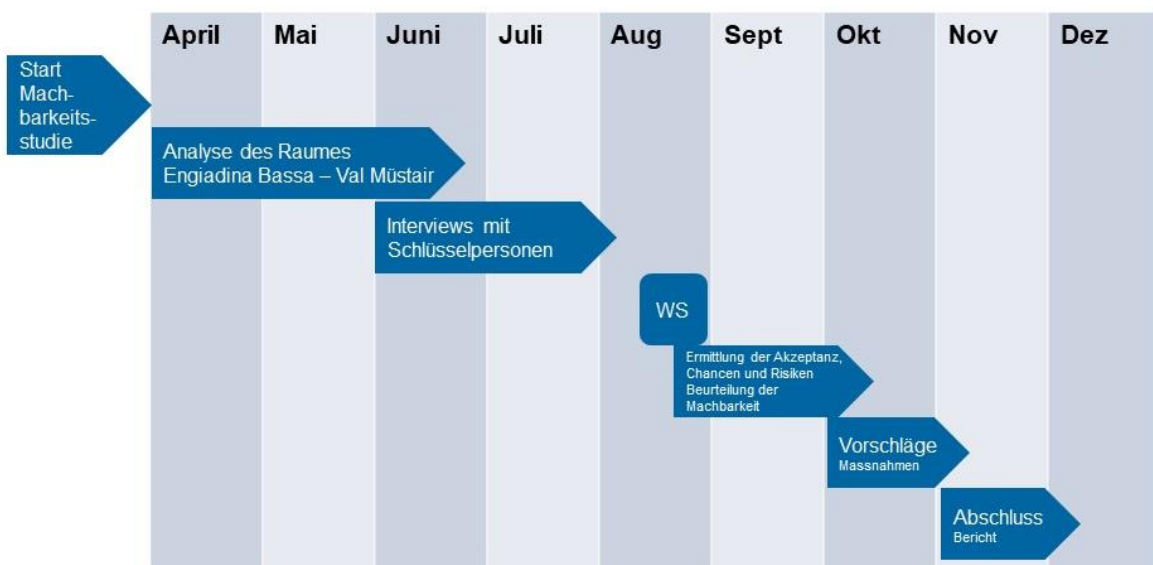 April Mai Juni Juli Aug Sept Okt Nov Dez
Start
Mach-
barkeits-
studie
Analyse des Raumes
Engiadina Bassa – Val Müstair
Interviews mit
Schlüsselpersonen
WS
Ermittlung der Akzeptanz,
Chancen und Risiken
Beurteilung der
Machbarkeit
Vorschläge
Massnahmen
Abschluss
Bericht